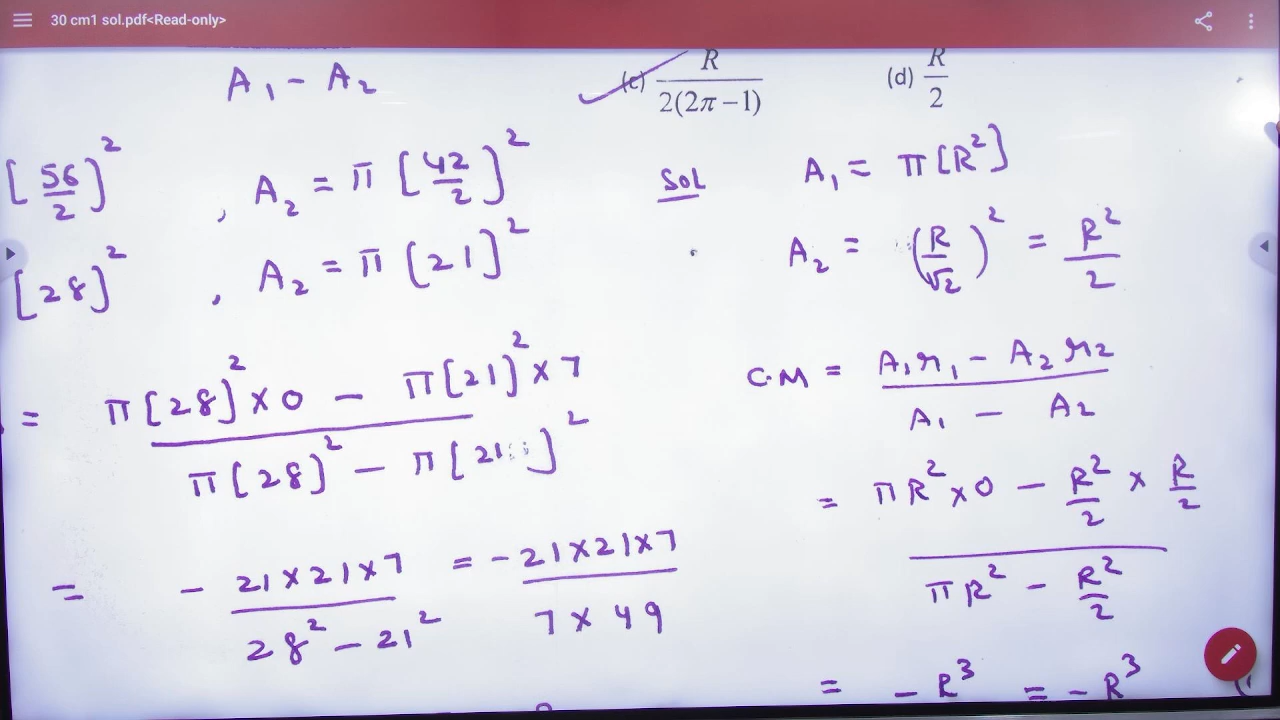 30 cm1 sol.pdf<Read-only>
A₁ - A₂
[56/2]² , A₂ = π [42/2]²
[28]² , A₂ = π [21]²
= π[28]² × 0 - π[21]² × 7 / π[28]² - π[21]²
= - 21×21×7 / 28² - 21² = - 21×21×7 / 7 × 49
(c) R / 2(2π - 1) (d) R/2
Sol A₁ = π[R²]
A₂ = (R/√2)² = R²/2
C.M = A₁r₁ - A₂r₂ / A₁ - A₂
= πR² × 0 - R²/2 × R/2 / πR² - R²/2
= - R³ = - R³